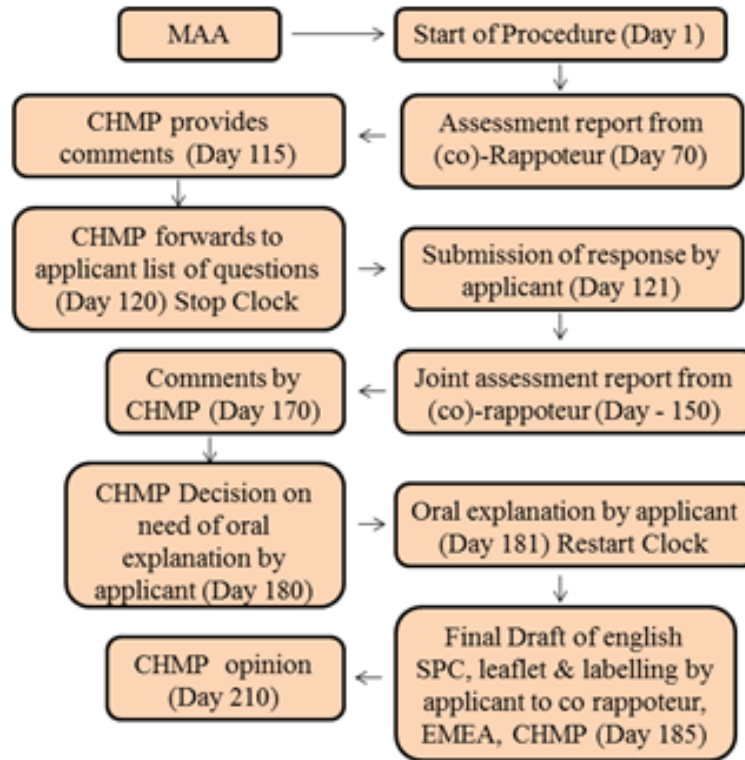 MAA
Start of Procedure (Day 1)
Assessment report from
(co)-Rappoteur (Day 70)
CHMP provides
comments (Day 115)
CHMP forwards to
applicant list of questions
(Day 120) Stop Clock
Submission of response by
applicant (Day 121)
Joint assessment report from
(co)-rappoteur (Day - 150)
Comments by
CHMP (Day 170)
CHMP Decision on
need of oral
explanation by
applicant (Day 180)
Oral explanation by applicant
(Day 181) Restart Clock
Final Draft of english
SPC, leaflet & labelling by
applicant to co rappoteur,
EMEA, CHMP (Day 185)
CHMP opinion
(Day 210)